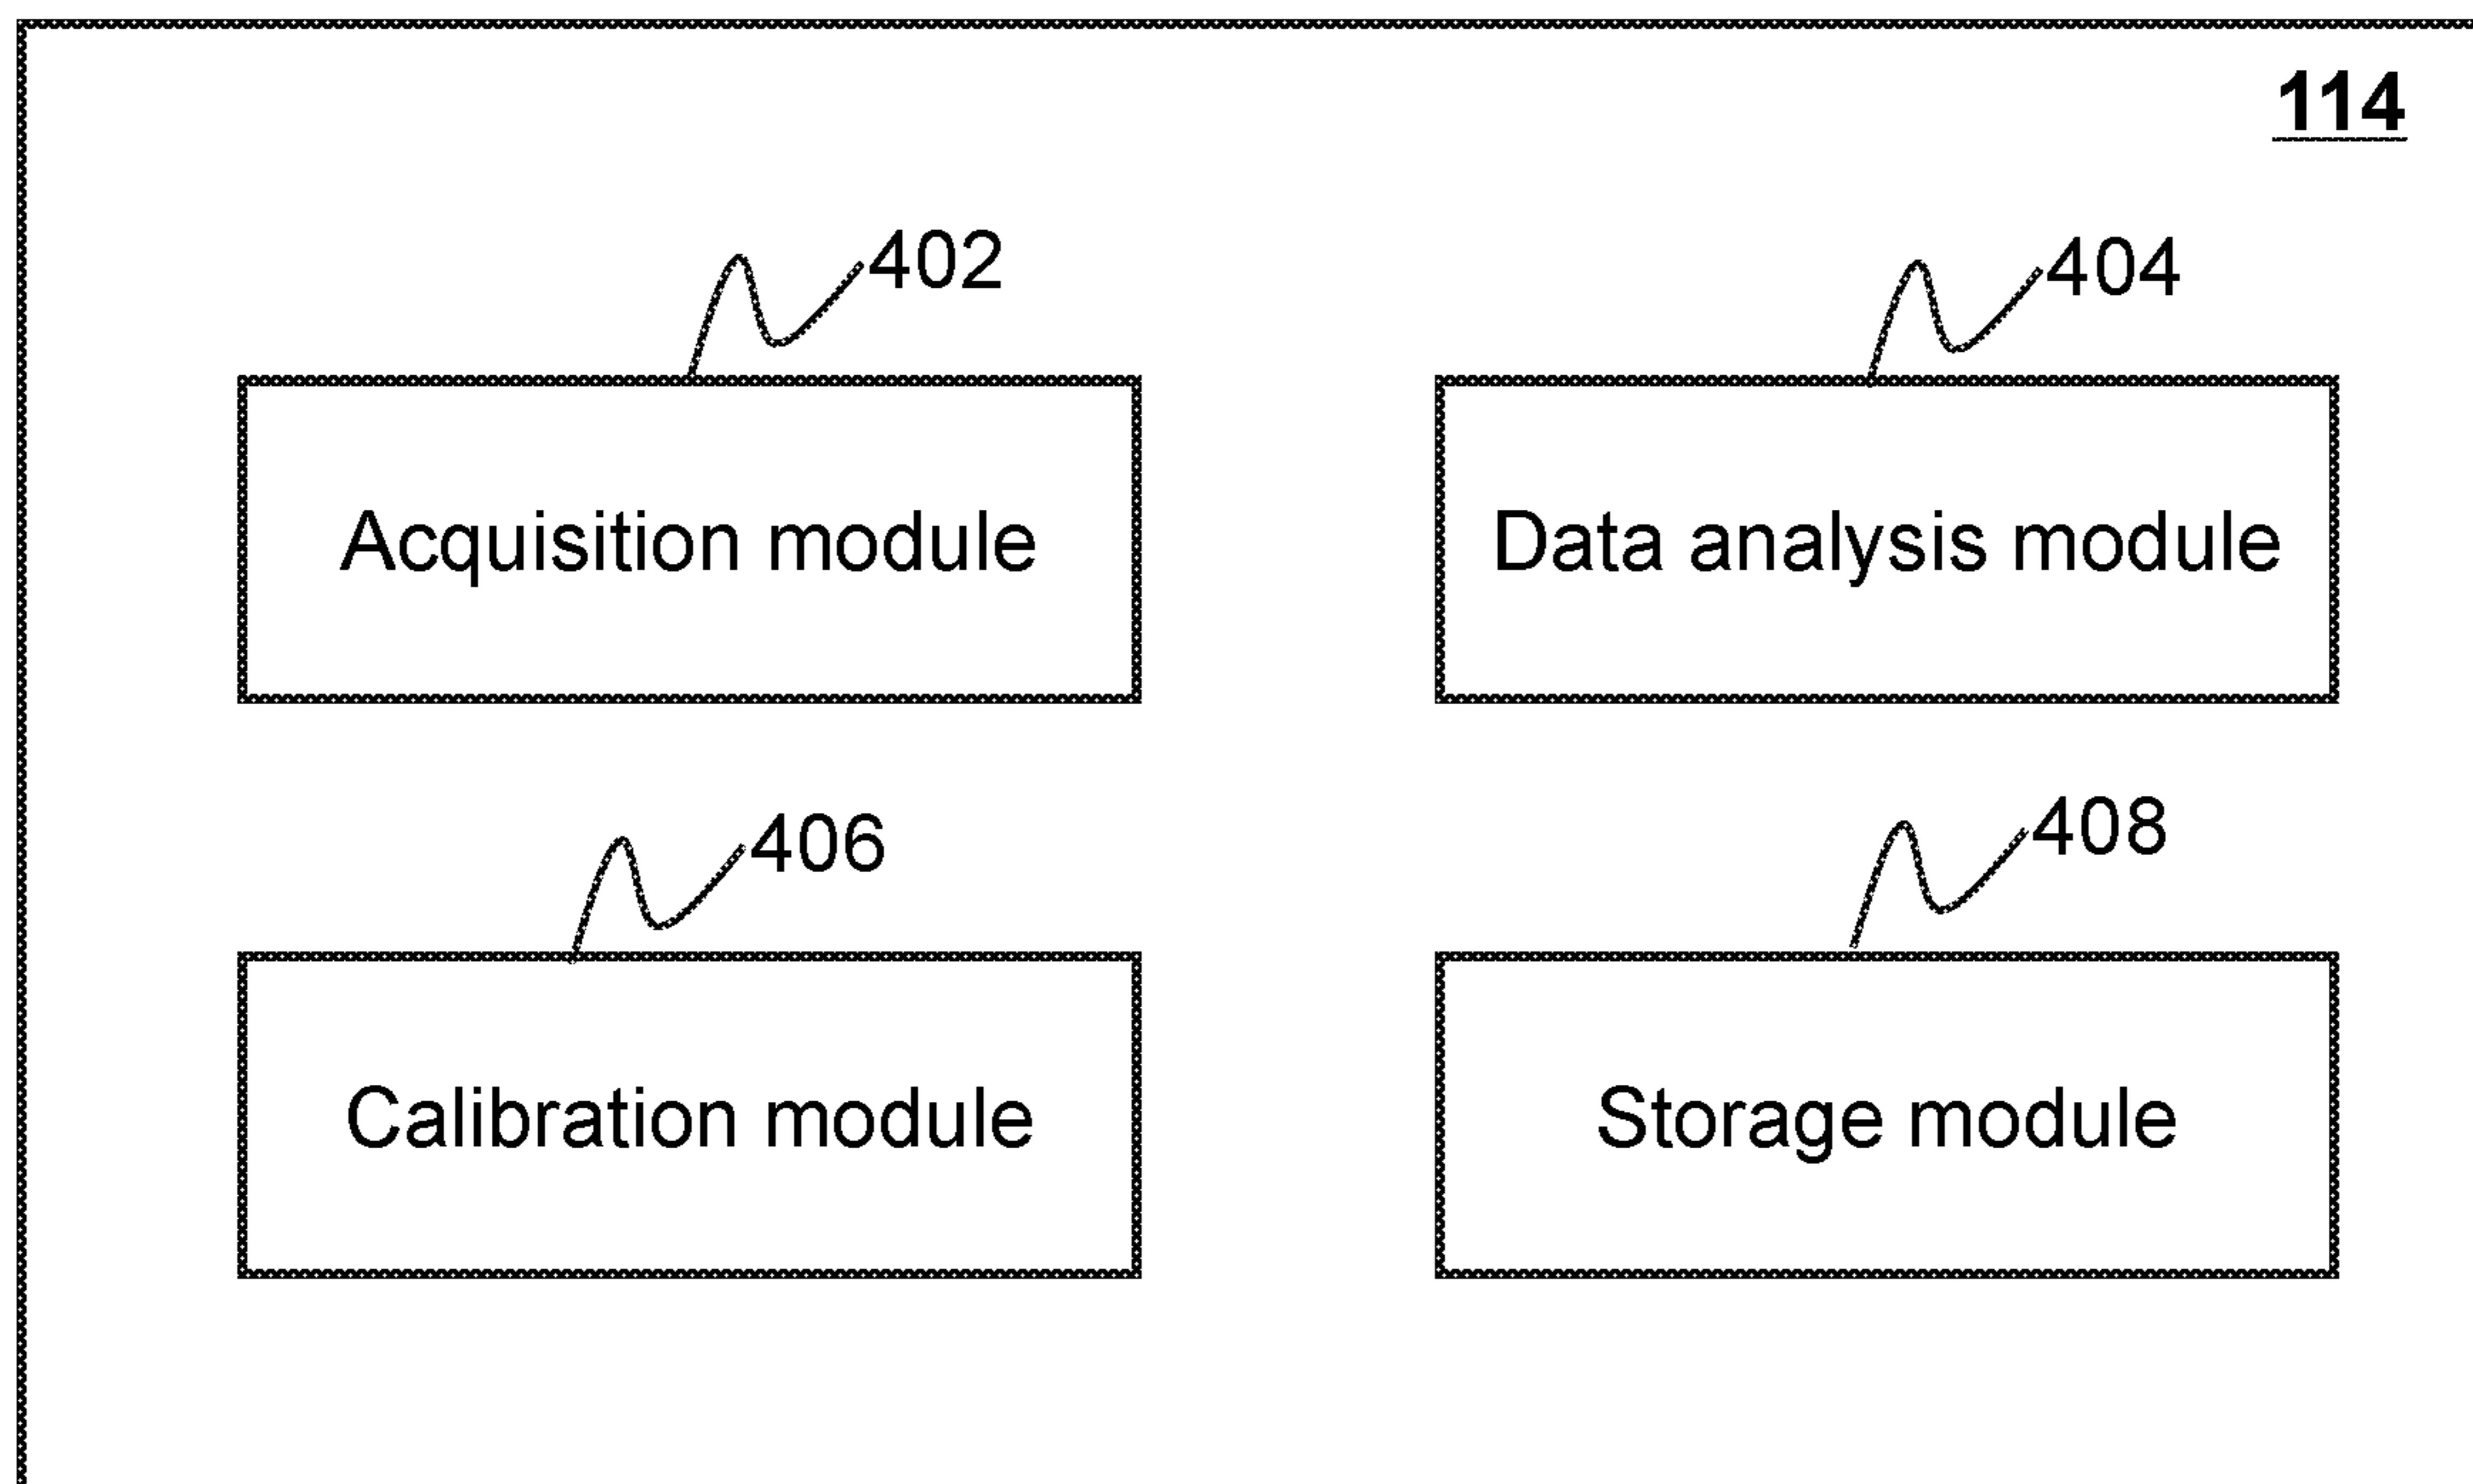 114
402
404
Acquisition module
Data analysis module
406
408
Calibration module
Storage module